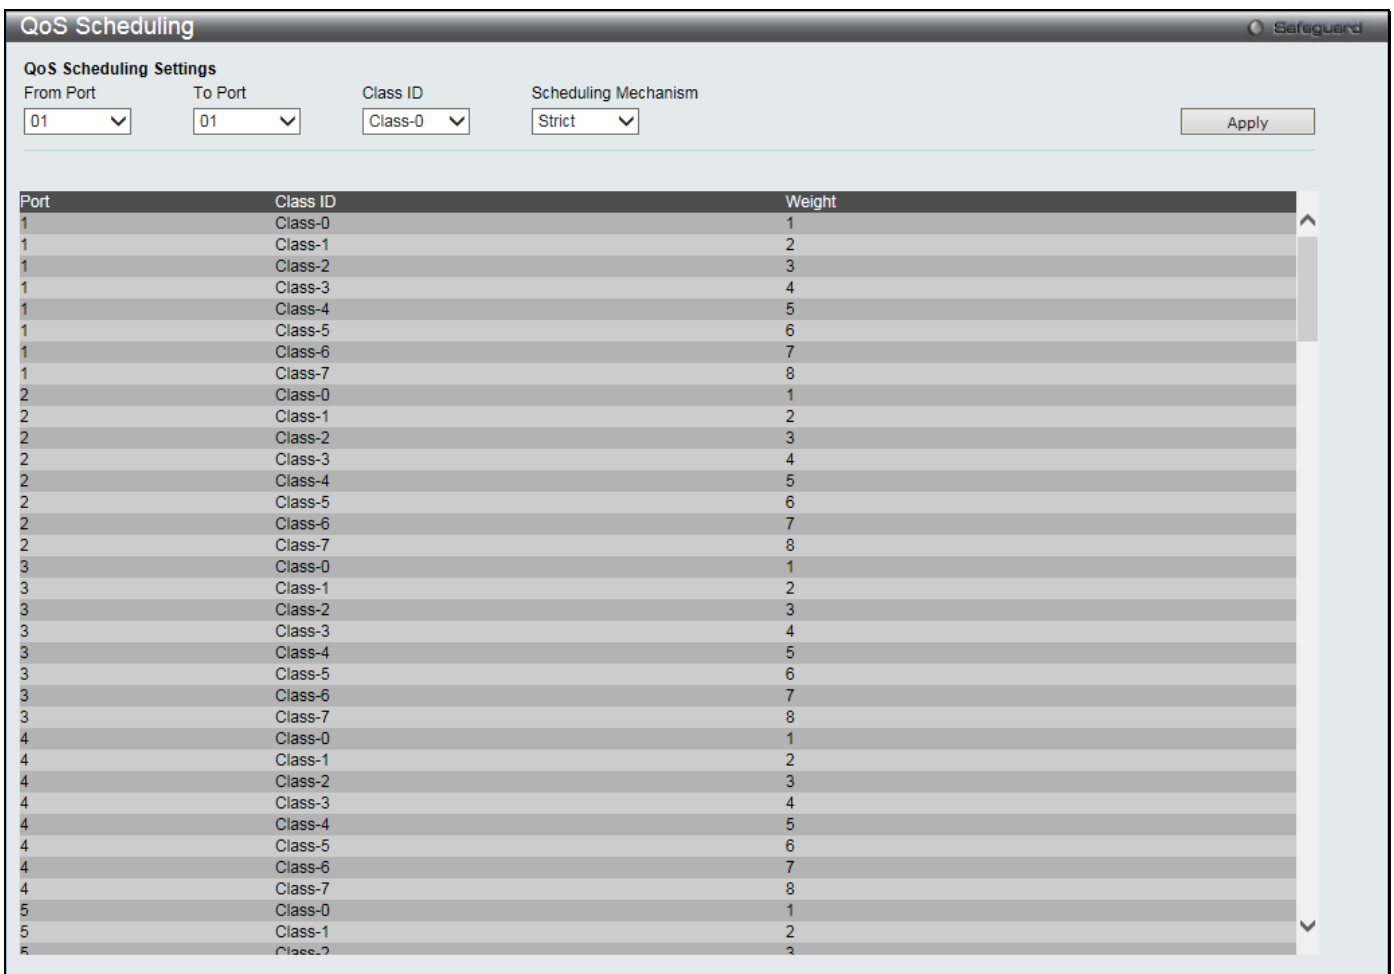 QoS Scheduling Safeguard
QoS Scheduling Settings
From Port To Port Class ID Scheduling Mechanism
01 01 Class-0 Strict Apply
Port Class ID Weight
1 Class-0 1
1 Class-1 2
1 Class-2 3
1 Class-3 4
1 Class-4 5
1 Class-5 6
1 Class-6 7
1 Class-7 8
2 Class-0 1
2 Class-1 2
2 Class-2 3
2 Class-3 4
2 Class-4 5
2 Class-5 6
2 Class-6 7
2 Class-7 8
3 Class-0 1
3 Class-1 2
3 Class-2 3
3 Class-3 4
3 Class-4 5
3 Class-5 6
3 Class-6 7
3 Class-7 8
4 Class-0 1
4 Class-1 2
4 Class-2 3
4 Class-3 4
4 Class-4 5
4 Class-5 6
4 Class-6 7
4 Class-7 8
5 Class-0 1
5 Class-1 2
5 Class-2 3